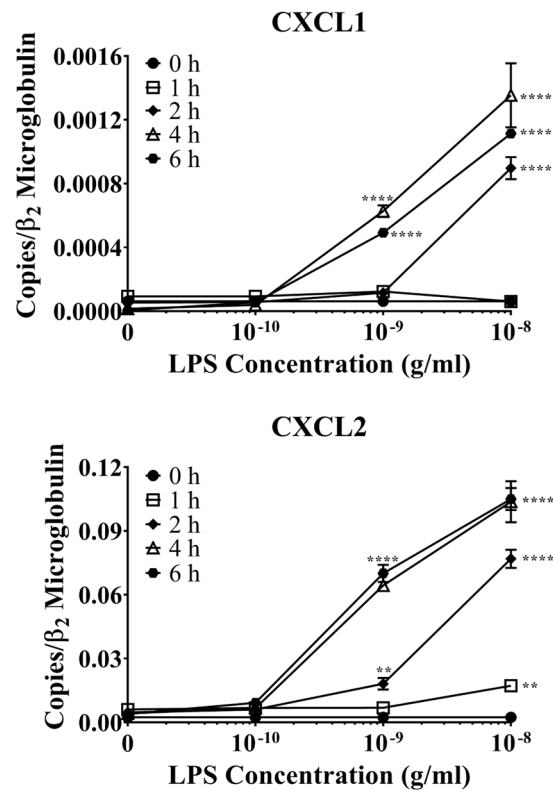 CXCL1
Copies/β₂ Microglobulin
0.0016
0.0012
0.0008
0.0004
0.0000
0 h
1 h
2 h
4 h
6 h
****
****
****
****
****
0 10⁻¹⁰ 10⁻⁹ 10⁻⁸
LPS Concentration (g/ml)
CXCL2
Copies/β₂ Microglobulin
0.12
0.09
0.06
0.03
0.00
0 h
1 h
2 h
4 h
6 h
****
****
****
**
**
0 10⁻¹⁰ 10⁻⁹ 10⁻⁸
LPS Concentration (g/ml)